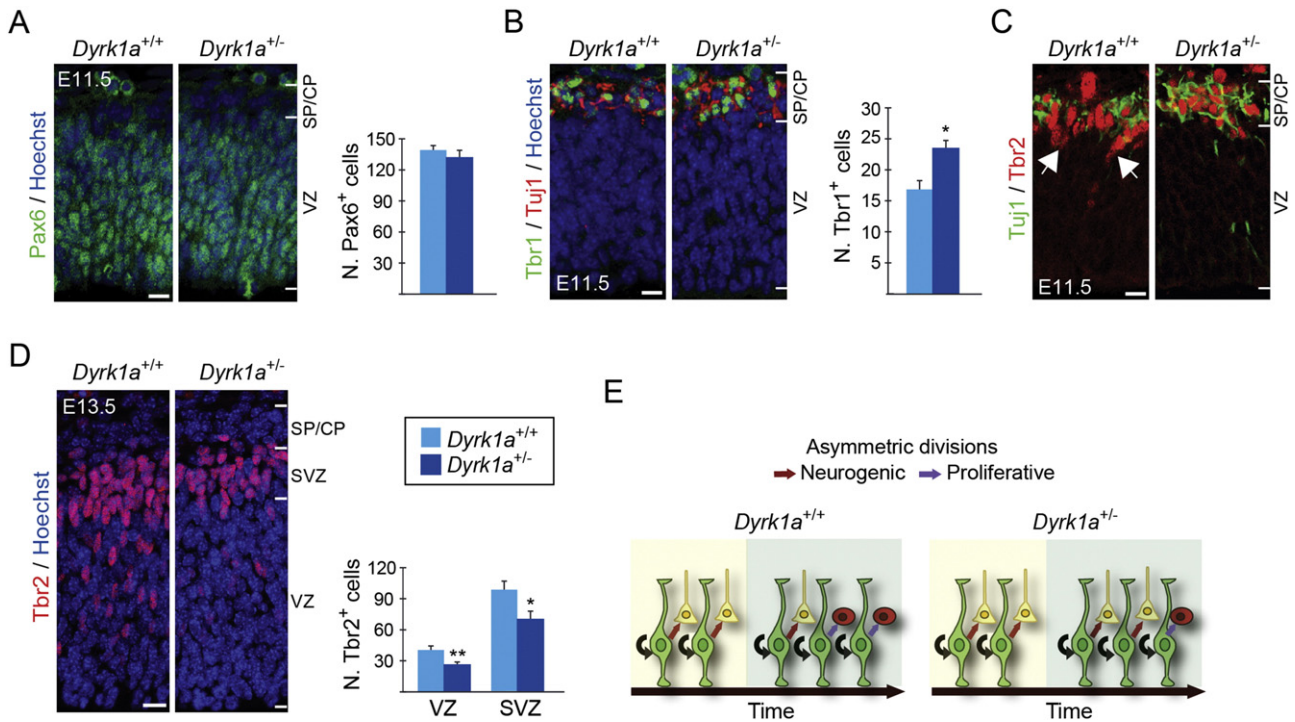 A
Dyrk1a+/+ Dyrk1a+/-
E11.5
Pax6 / Hoechst
SP/CP
VZ
N. Pax6+ cells
150
120
90
60
30
B
Dyrk1a+/+ Dyrk1a+/-
Tbr1 / Tuj1 / Hoechst
E11.5
SP/CP
VZ
N. Tbr1+ cells
30
25
20
15
10
5
*
C
Dyrk1a+/+ Dyrk1a+/-
Tuj1 / Tbr2
E11.5
SP/CP
VZ
D
Dyrk1a+/+ Dyrk1a+/-
E13.5
Tbr2 / Hoechst
SP/CP
SVZ
VZ
Dyrk1a+/+
Dyrk1a+/-
N. Tbr2+ cells
120
90
60
30
**
*
VZ SVZ
E
Asymmetric divisions
Neurogenic Proliferative
Dyrk1a+/+ Dyrk1a+/-
Time Time